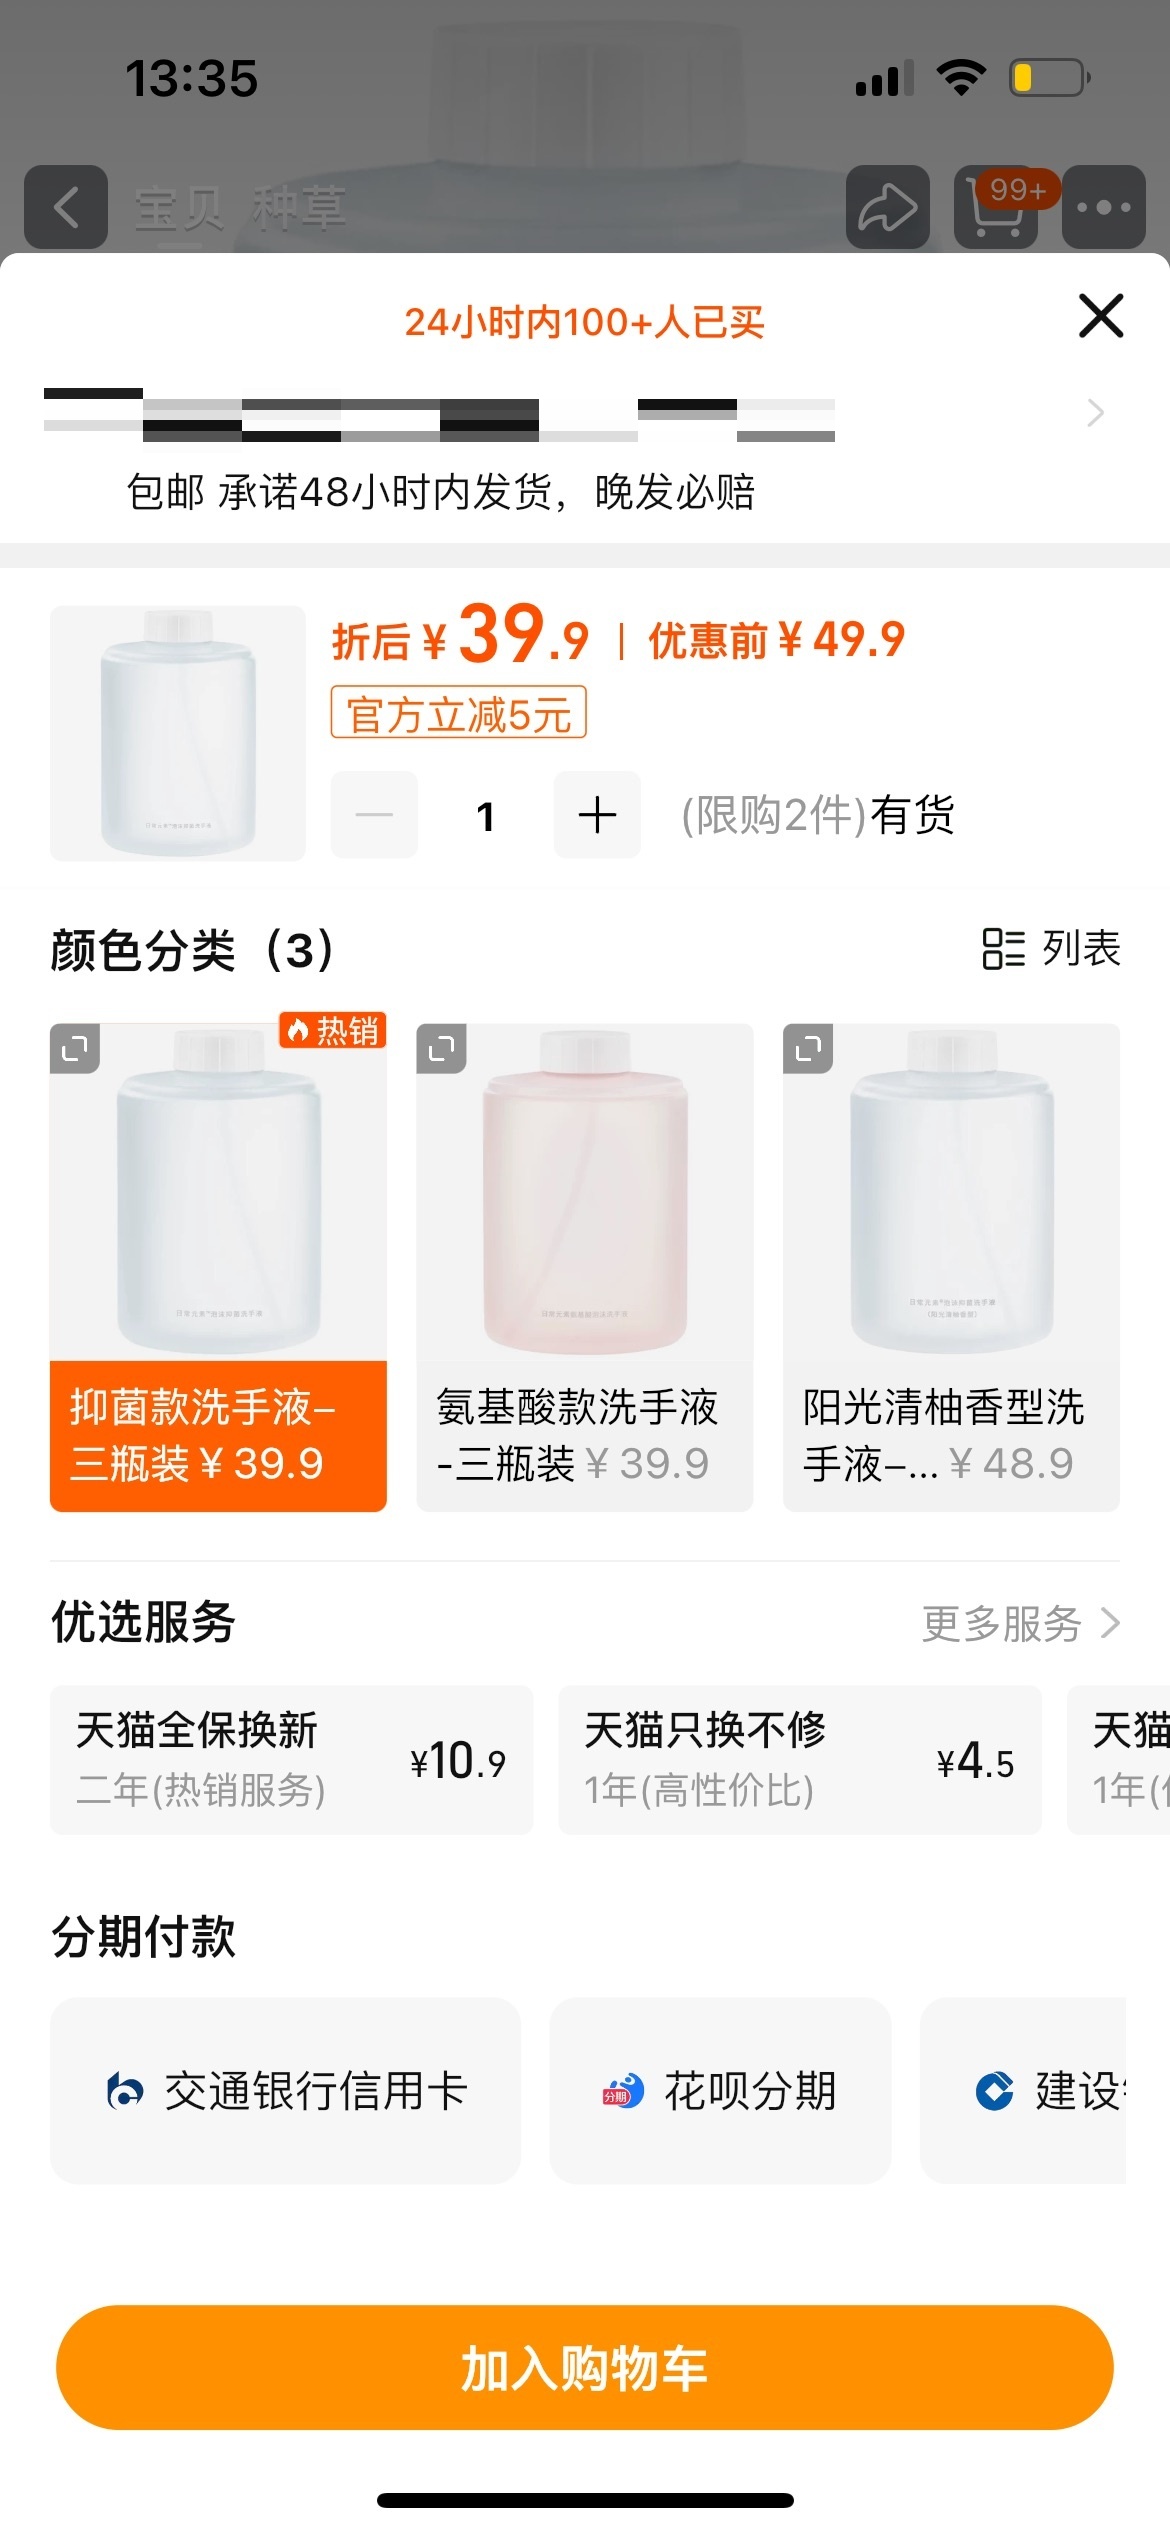 13:35
宝贝 种草
99+
24小时内100+人已买
包邮 承诺48小时内发货，晚发必赔
折后 ¥39.9 | 优惠前 ¥49.9
官方立减5元
1
(限购2件)有货
颜色分类（3）
列表
热销
抑菌款洗手液–
三瓶装 ¥39.9
氨基酸款洗手液
-三瓶装 ¥39.9
阳光清柚香型洗
手液–... ¥48.9
优选服务
更多服务
天猫全保换新
二年(热销服务)
¥10.9
天猫只换不修
1年(高性价比)
¥4.5
天猫
1年(
分期付款
交通银行信用卡
分期
花呗分期
建设
加入购物车